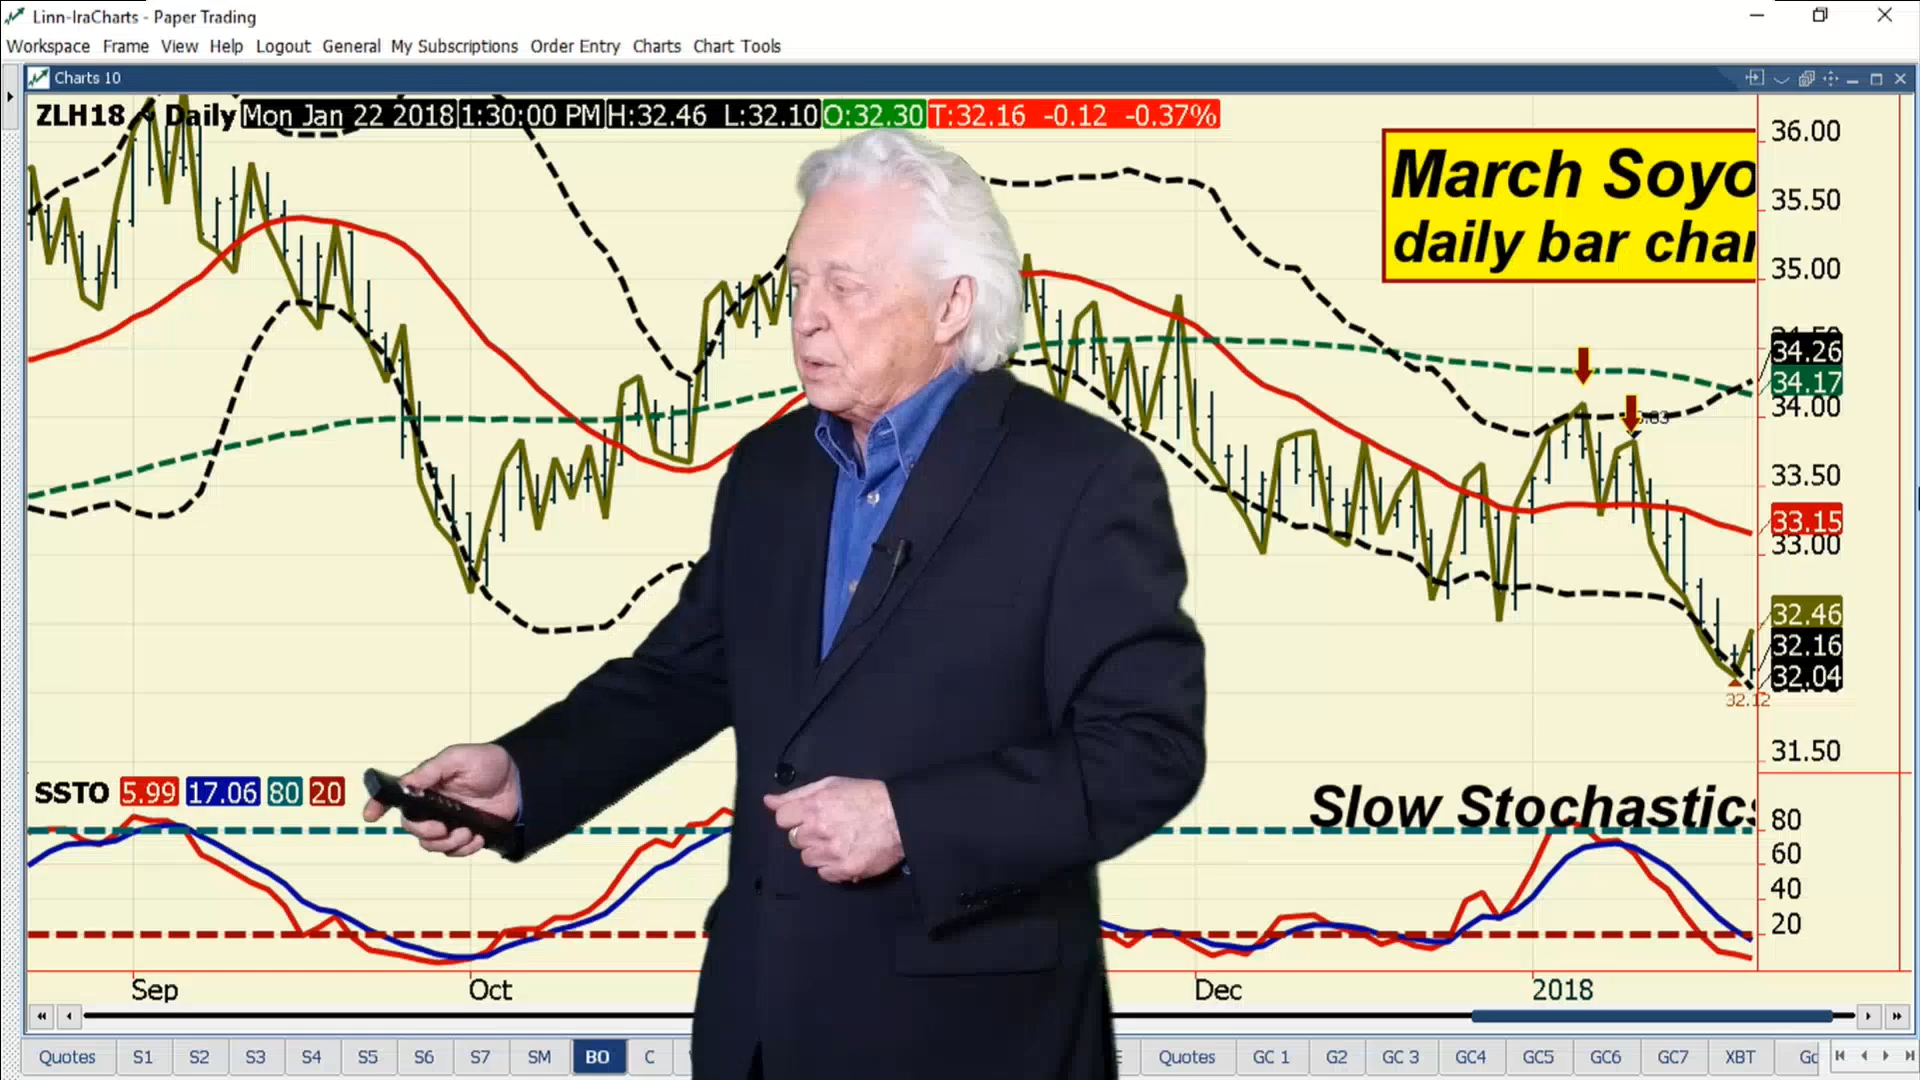 Linn-IraCharts - Paper Trading
Workspace Frame View Help Logout General My Subscriptions Order Entry Charts Chart Tools
Charts 10
ZLH18 Daily Mon Jan 22 2018 1:30:00 PM H:32.46 L:32.10 O:32.30 T:32.16 -0.12 -0.37%
March Soyo
daily bar char
36.00
35.50
35.00
34.50
34.26
34.17
34.00
33.50
33.15
33.00
32.46
32.16
32.04
32.12
31.50
SSTO 5.99 17.06 80 20
Slow Stochastics
80
60
40
20
Sep Oct Dec 2018
Quotes S1 S2 S3 S4 S5 S6 S7 SM BO C E Quotes GC 1 G2 GC 3 GC4 GC5 GC6 GC7 XBT Gc